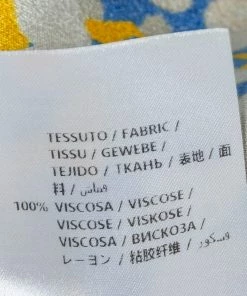 TESSUTO / FABRIC /
TISSU / GEWEBE /
TEJIDO / ТКАНЬ / 表地 / 面
料 / قماش /
100% VISCOSA / VISCOSE /
VISCOSE / VISKOSE /
VISCOSA / ВИСКОЗА /
レーヨン / 粘胶纤维 / فسكوز /